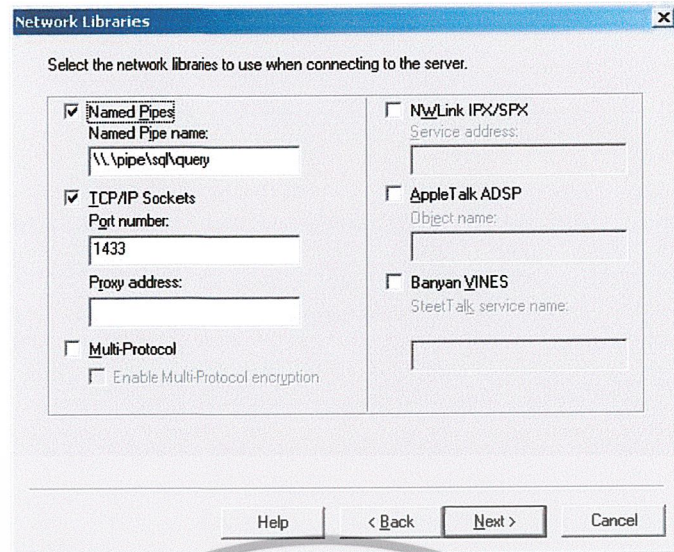 Network Libraries
Select the network libraries to use when connecting to the server.
Named Pipes
Named Pipe name:
\\.\pipe\sql\query
TCP/IP Sockets
Port number:
1433
Proxy address:
Multi-Protocol
Enable Multi-Protocol encryption
NWLink IPX/SPX
Service address:
AppleTalk ADSP
Object name:
Banyan VINES
SteetTalk service name:
Help
< Back
Next >
Cancel